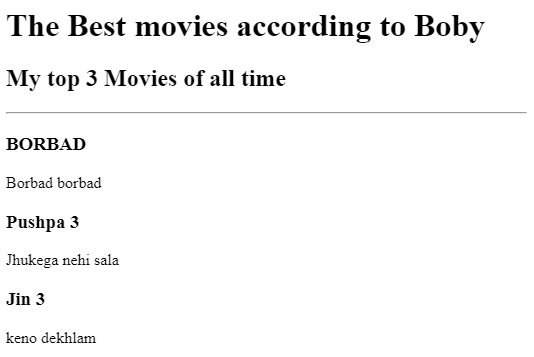 The Best movies according to Boby
My top 3 Movies of all time
BORBAD
Borbad borbad
Pushpa 3
Jhukega nehi sala
Jin 3
keno dekhlam